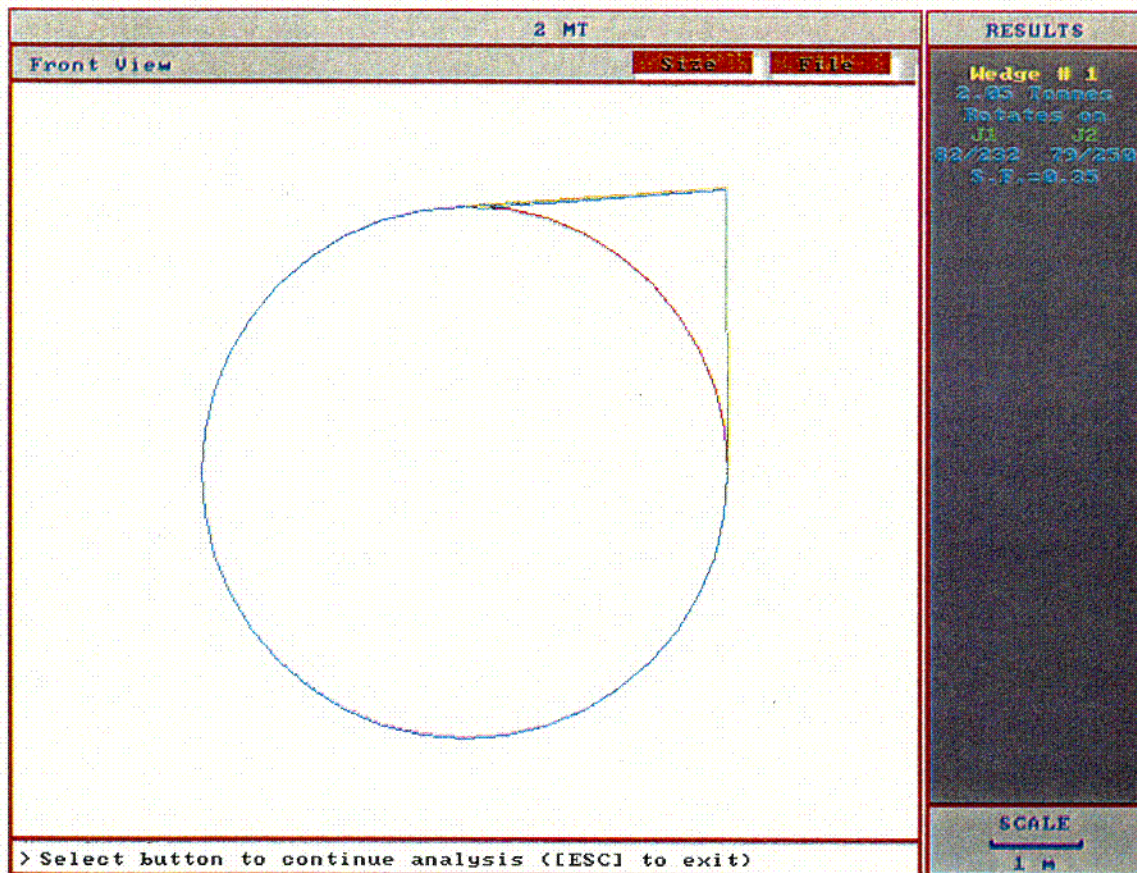 2 MT
Front View
Size
File
RESULTS
Wedge # 1
2.05 Tonnes
Rotates on
J1 J2
82/232 79/250
S.F.=0.35
SCALE
1 m
> Select button to continue analysis ([ESC] to exit)